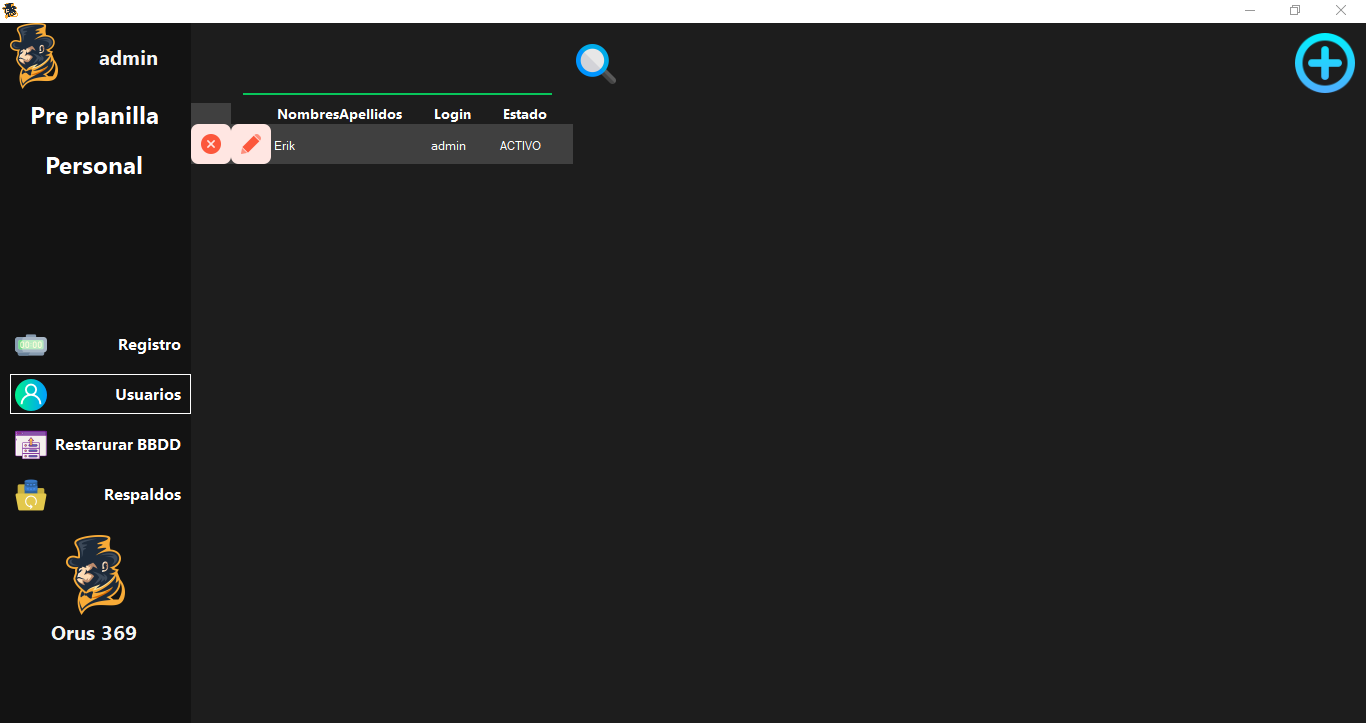 admin
Pre planilla
Personal
NombresApellidos Login Estado
Erik admin ACTIVO
00:00
Registro
Usuarios
Restarurar BBDD
Respaldos
Orus 369